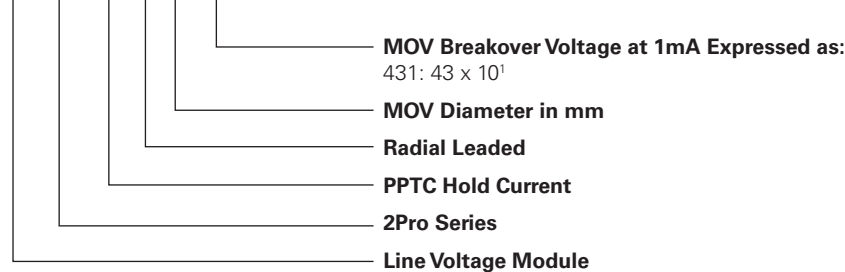 MOV Breakover Voltage at 1mA Expressed as:
431: 43 x 10¹
MOV Diameter in mm
Radial Leaded
PPTC Hold Current
2Pro Series
Line Voltage Module